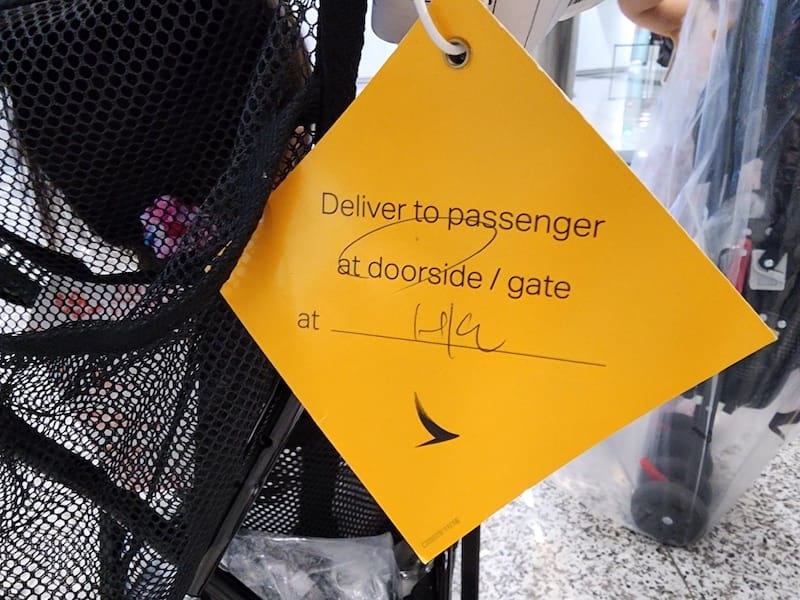 Deliver to passenger
at doorside / gate
at